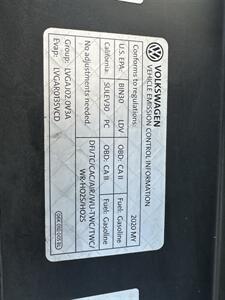 VOLKSWAGEN
VEHICLE EMISSION CONTROL INFORMATION
Conforms to regulations: 2020 MY
U.S. EPA: BIN30 LDV OBD: CA II Fuel: Gasoline
California: SULEV30 PC OBD: CA II Fuel: Gasoline
No adjustments needed.
DFI/TC/CAC/AIR/WU-TWC/TWC/
WR-HO2S/HO2S
Group: LVGAJ02.0V3A
Evap: LVGAR0135VCD